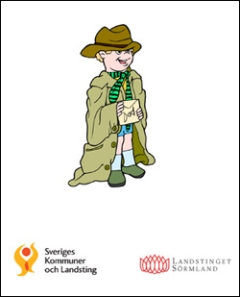 Sveriges
Kommuner
och Landsting
LANDSTINGET
SÖRMLAND